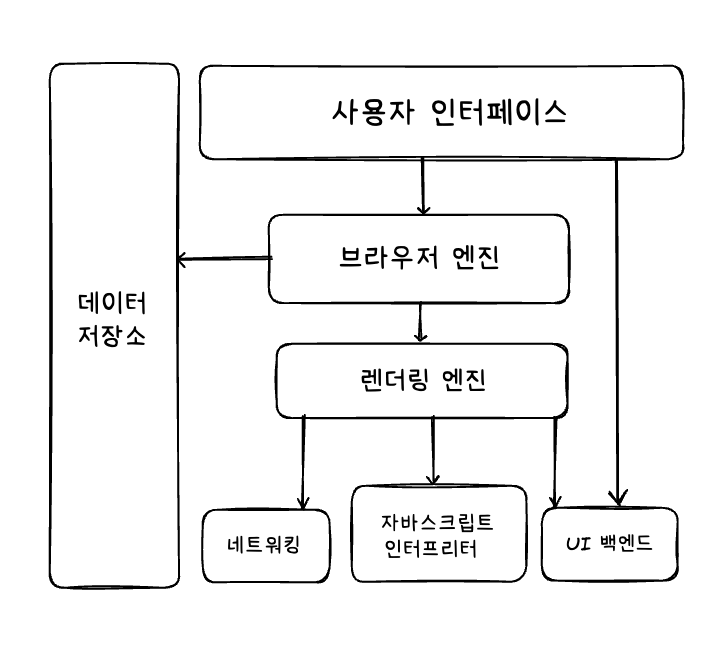 사용자 인터페이스
브라우저 엔진
데이터
저장소
렌더링 엔진
네트워킹
자바스크립트
인터프리터
UI 백엔드